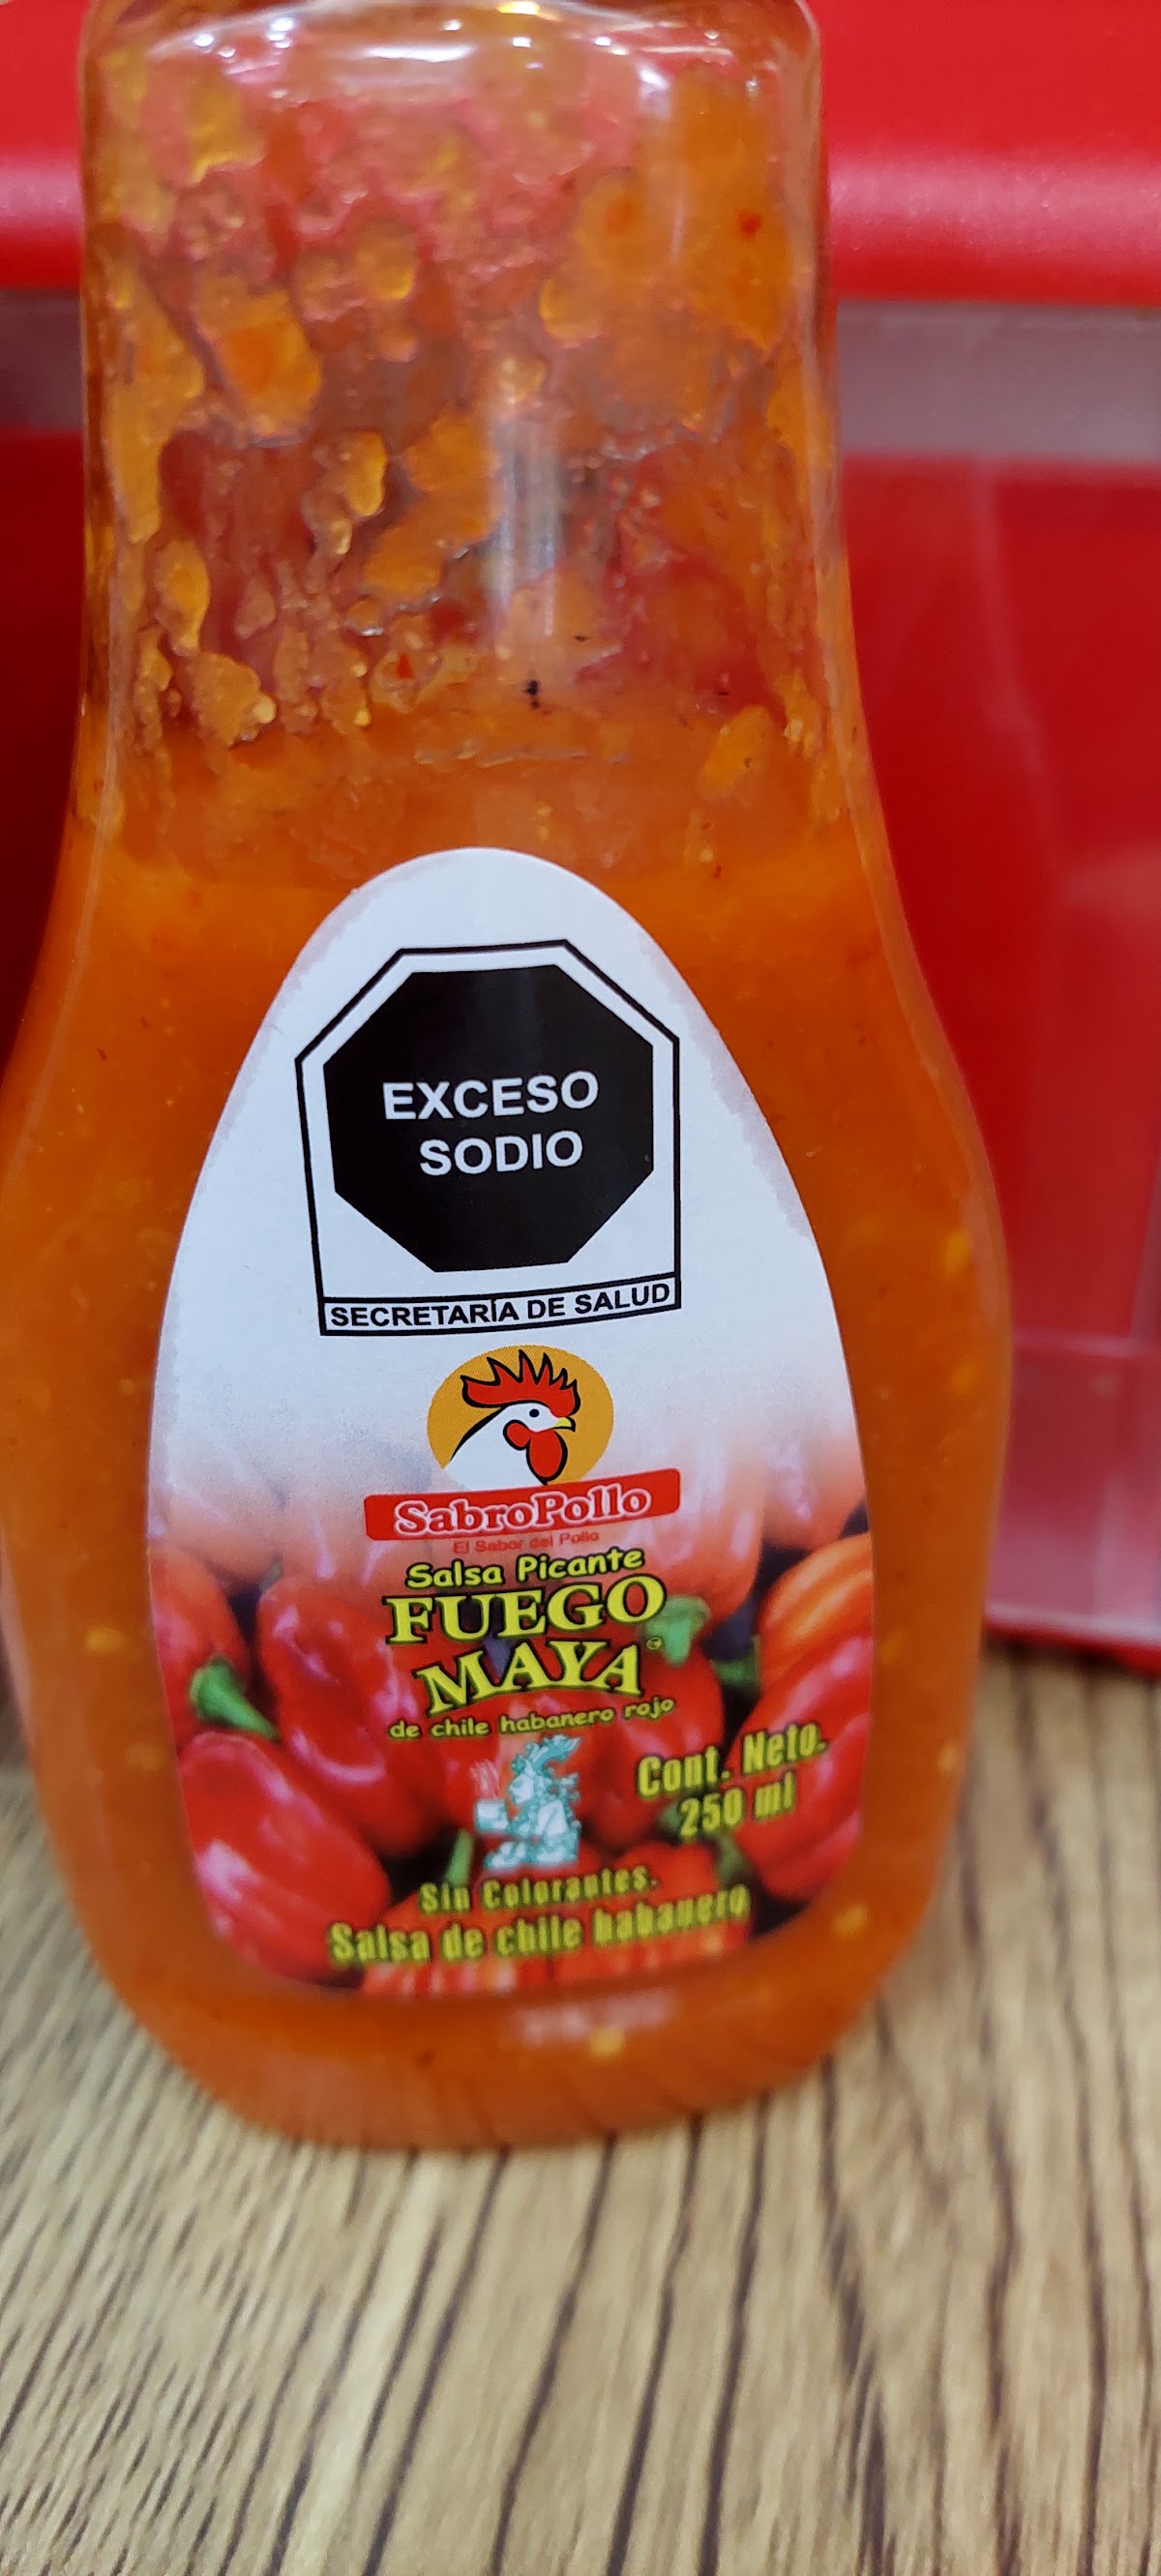 EXCESO
SODIO
SECRETARÍA DE SALUD
SabroPollo
El Sabor del Pollo
Salsa Picante
FUEGO
MAYA
de chile habanero rojo
Cont. Neto.
250 ml
Sin Colorantes.
Salsa de chile habanero